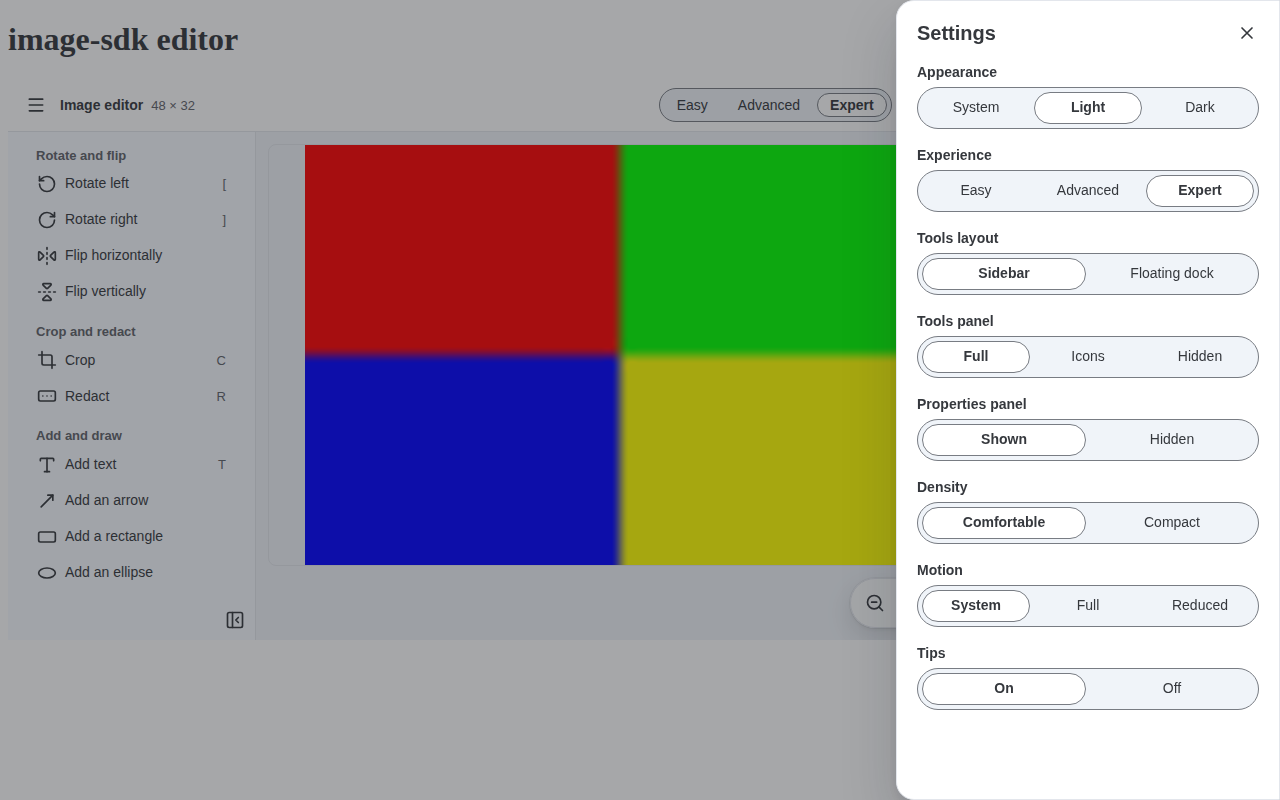 image-sdk editor
Image editor 48 × 32
Easy Advanced Expert
Rotate and flip
Rotate left [
Rotate right ]
Flip horizontally
Flip vertically
Crop and redact
Crop C
Redact R
Add and draw
Add text T
Add an arrow
Add a rectangle
Add an ellipse
Settings
Appearance
System Light Dark
Experience
Easy Advanced Expert
Tools layout
Sidebar Floating dock
Tools panel
Full Icons Hidden
Properties panel
Shown Hidden
Density
Comfortable Compact
Motion
System Full Reduced
Tips
On Off